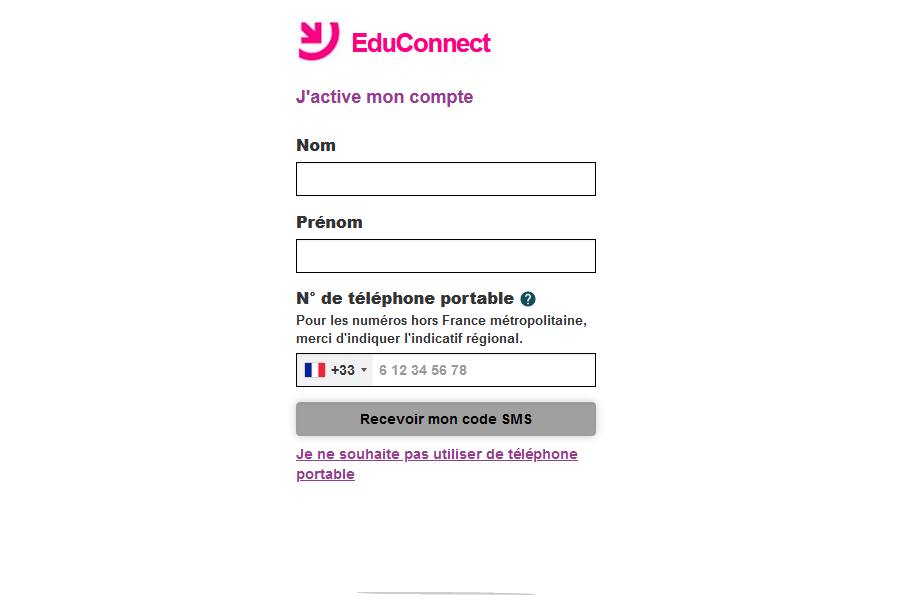 EduConnect
J'active mon compte
Nom
Prénom
N° de téléphone portable ?
Pour les numéros hors France métropolitaine,
merci d'indiquer l'indicatif régional.
+33 6 12 34 56 78
Recevoir mon code SMS
Je ne souhaite pas utiliser de téléphone
portable